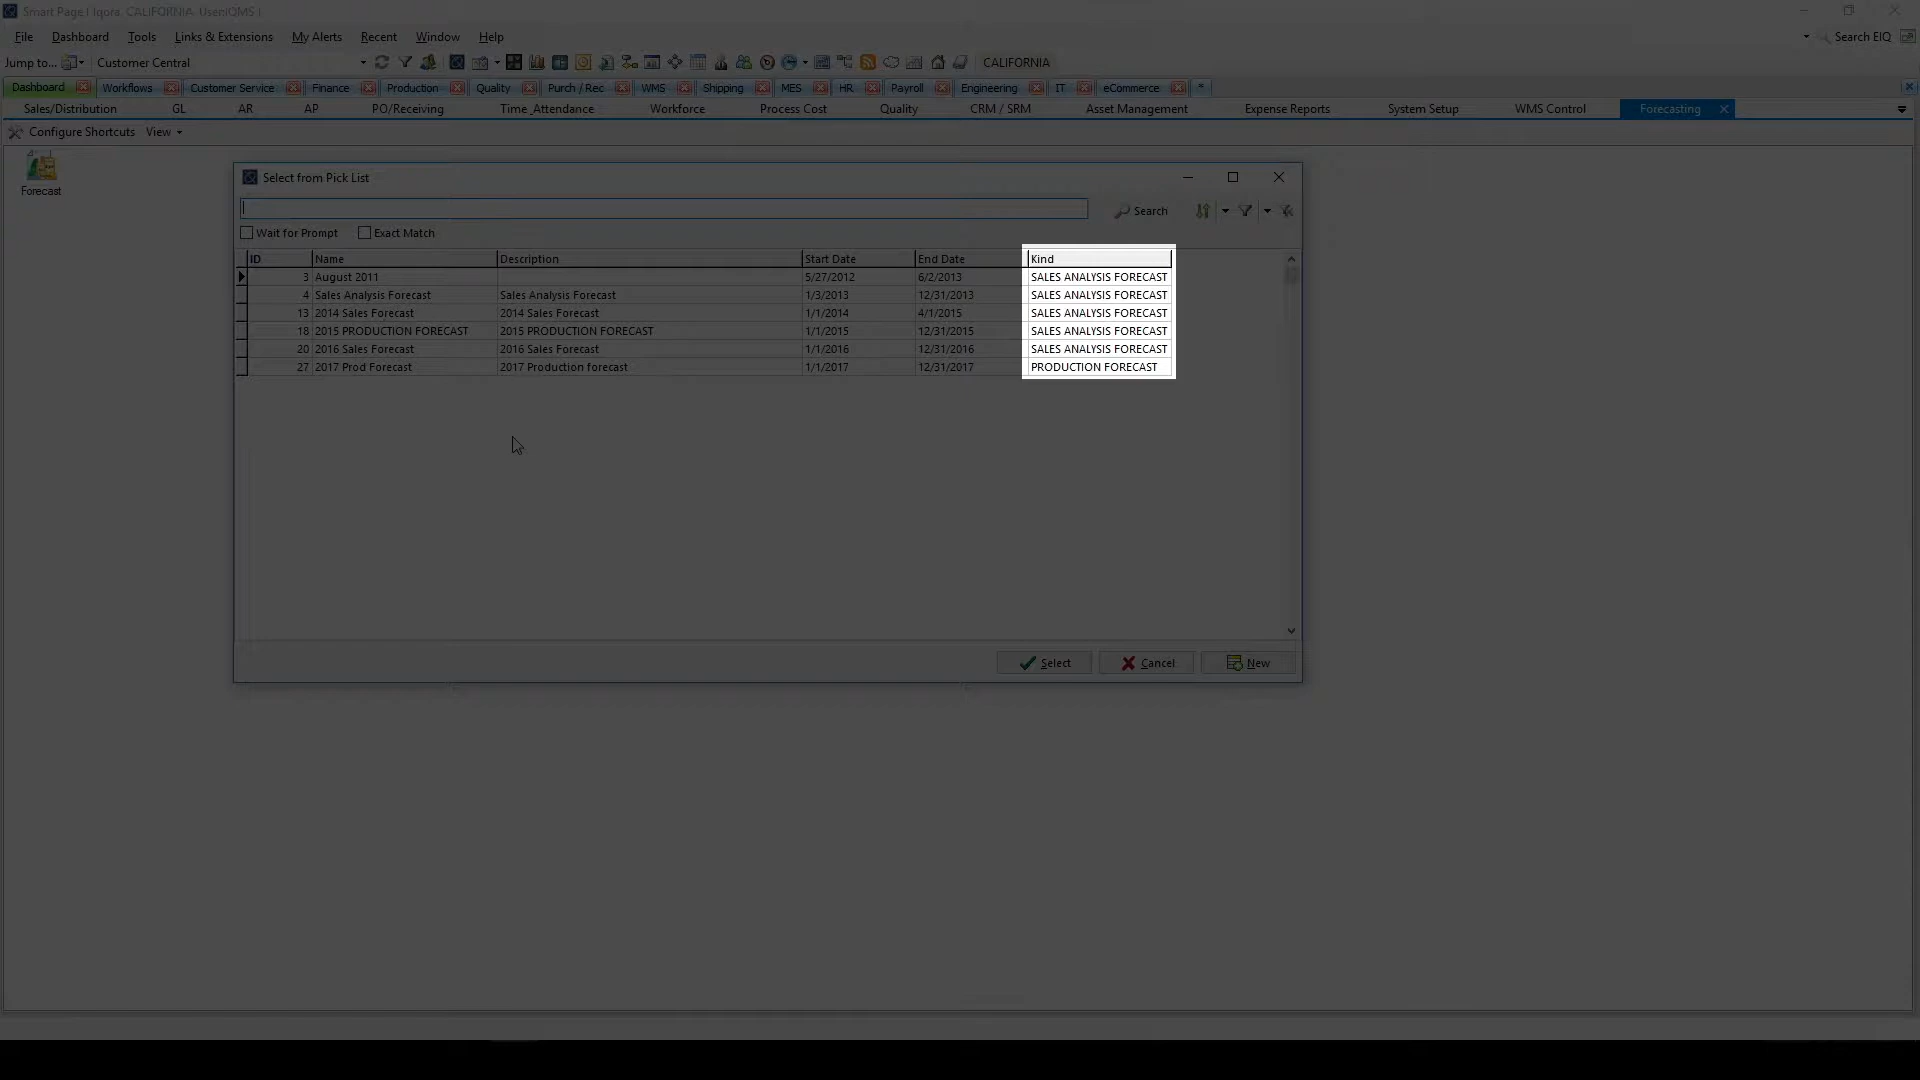 Smart Page | Iqora. CALIFORNIA. User:IQMS |
File Dashboard Tools Links & Extensions My Alerts Recent Window Help Search EIQ
Jump to... Customer Central CALIFORNIA
Dashboard Workflows Customer Service Finance Production Quality Purch / Rec WMS Shipping MES HR Payroll Engineering IT eCommerce *
Sales/Distribution GL AR AP PO/Receiving Time_Attendance Workforce Process Cost Quality CRM / SRM Asset Management Expense Reports System Setup WMS Control Forecasting
Configure Shortcuts View
Forecast
Select from Pick List
Search
Wait for Prompt Exact Match
ID Name Description Start Date End Date Kind
3 August 2011 5/27/2012 6/2/2013 SALES ANALYSIS FORECAST
4 Sales Analysis Forecast Sales Analysis Forecast 1/3/2013 12/31/2013 SALES ANALYSIS FORECAST
13 2014 Sales Forecast 2014 Sales Forecast 1/1/2014 4/1/2015 SALES ANALYSIS FORECAST
18 2015 PRODUCTION FORECAST 2015 PRODUCTION FORECAST 1/1/2015 12/31/2015 SALES ANALYSIS FORECAST
20 2016 Sales Forecast 2016 Sales Forecast 1/1/2016 12/31/2016 SALES ANALYSIS FORECAST
27 2017 Prod Forecast 2017 Production forecast 1/1/2017 12/31/2017 PRODUCTION FORECAST
Select Cancel New